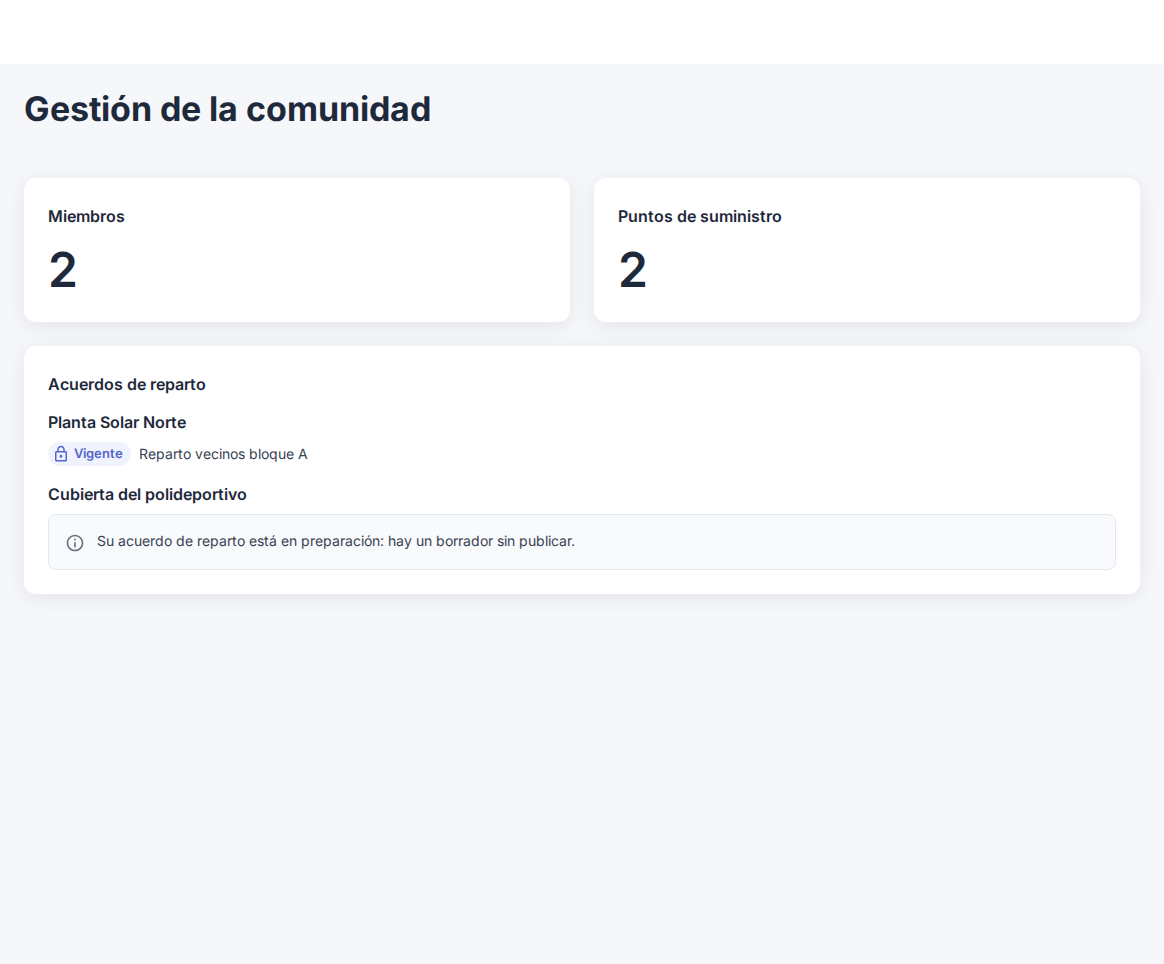 Gestión de la comunidad
Miembros
2
Puntos de suministro
2
Acuerdos de reparto
Planta Solar Norte
Vigente Reparto vecinos bloque A
Cubierta del polideportivo
Su acuerdo de reparto está en preparación: hay un borrador sin publicar.